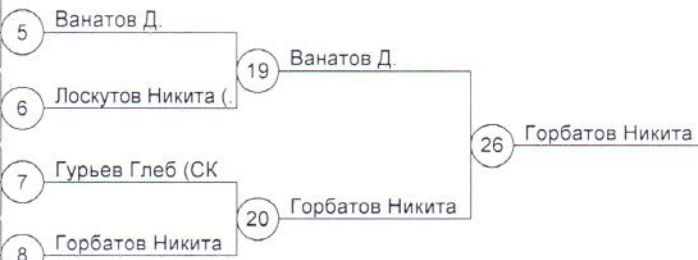 5 Ванатов Д.
19 Ванатов Д.
6 Лоскутов Никита (.
26 Горбатов Никита
7 Гурьев Глеб (СК
20 Горбатов Никита
8 Горбатов Никита